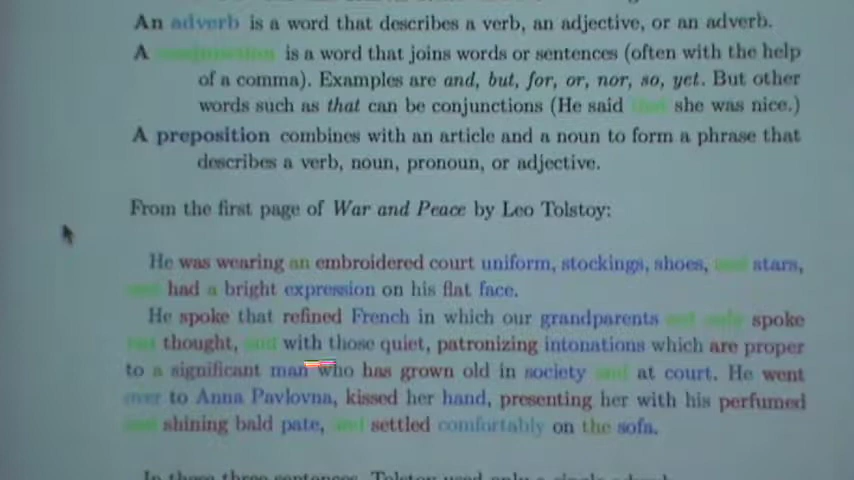 An adverb is a word that describes a verb, an adjective, or an adverb.
A conjunction is a word that joins words or sentences (often with the help
of a comma). Examples are and, but, for, or, nor, so, yet. But other
words such as that can be conjunctions (He said that she was nice.)
A preposition combines with an article and a noun to form a phrase that
describes a verb, noun, pronoun, or adjective.
From the first page of War and Peace by Leo Tolstoy:
He was wearing an embroidered court uniform, stockings, shoes, and stars,
and had a bright expression on his flat face.
He spoke that refined French in which our grandparents not only spoke
but thought, and with those quiet, patronizing intonations which are proper
to a significant man who has grown old in society and at court. He went
over to Anna Pavlovna, kissed her hand, presenting her with his perfumed
and shining bald pate, and settled comfortably on the sofa.
In these three sentences, Tolstoy used only a single